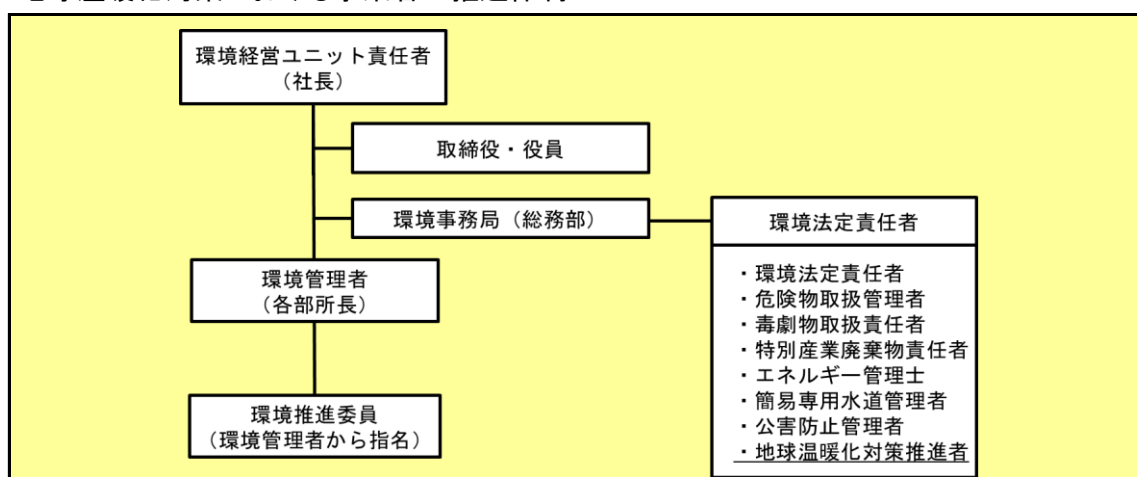 環境経営ユニット責任者
（社長）
取締役・役員
環境事務局（総務部）
環境管理者
（各部所長）
環境推進委員
（環境管理者から指名）
環境法定責任者
・環境法定責任者
・危険物取扱管理者
・毒劇物取扱責任者
・特別産業廃棄物責任者
・エネルギー管理士
・簡易専用水道管理者
・公害防止管理者
・地球温暖化対策推進者